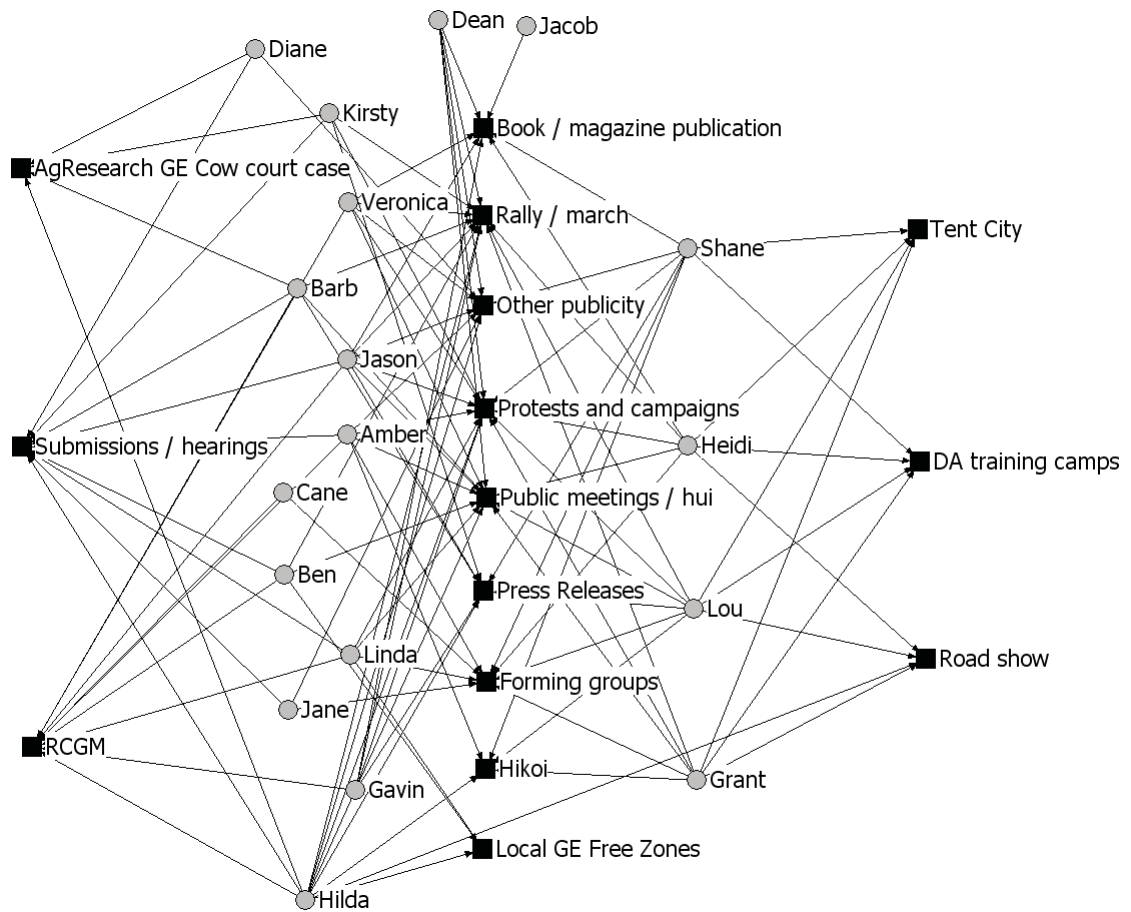 Dean
Jacob
Diane
Kirsty
Book / magazine publication
AgResearch GE Cow court case
Veronica
Rally / march
Tent City
Shane
Barb
Other publicity
Jason
Protests and campaigns
Amber
Heidi
Submissions / hearings
DA training camps
Cane
Public meetings / hui
Ben
Press Releases
Lou
Linda
Road show
Forming groups
Jane
RCGM
Hikoi
Grant
Gavin
Local GE Free Zones
Hilda